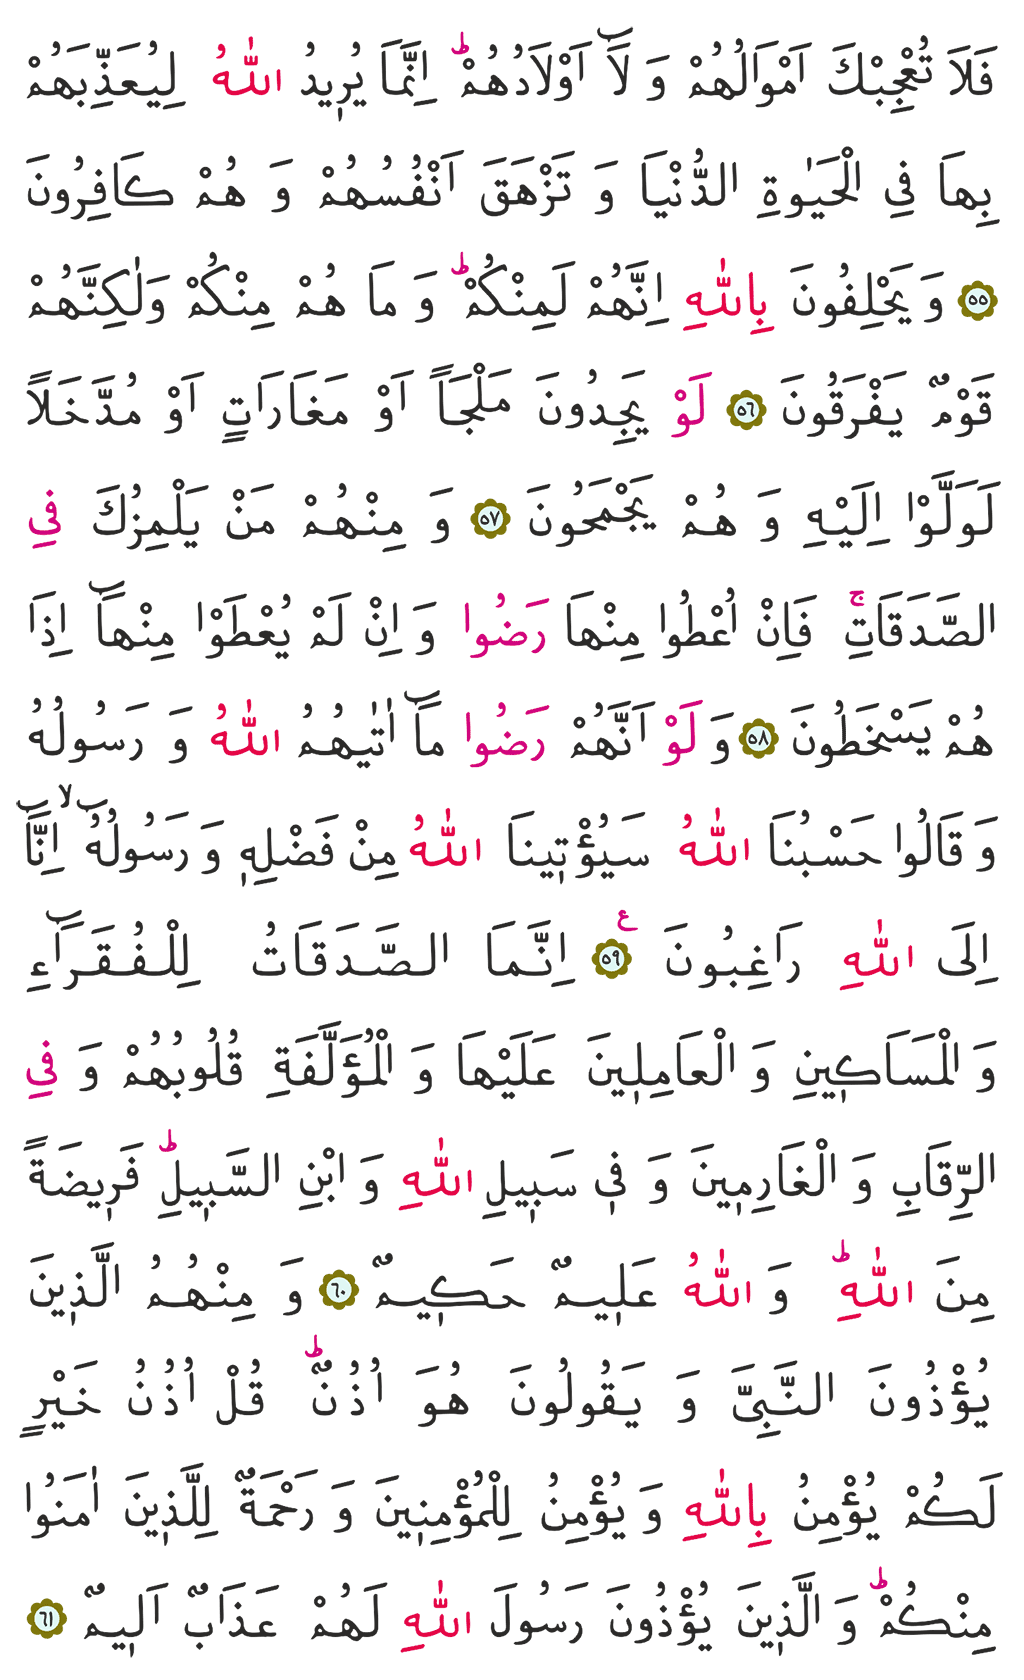 فَلَا تُعْجِبْكَ اَمْوَالُهُمْ وَ لَٓا اَوْلَادُهُمْؕ اِنَّمَا يُرٖيدُ اللّٰهُ لِيُعَذِّبَهُمْ
بِهَا فِي الْحَيٰوةِ الدُّنْيَا وَ تَزْهَقَ اَنْفُسُهُمْ وَ هُمْ كَافِرُونَ
﴿٥٥﴾ وَ يَحْلِفُونَ بِاللّٰهِ اِنَّهُمْ لَمِنْكُمْؕ وَ مَا هُمْ مِنْكُمْ وَلٰكِنَّهُمْ
قَوْمٌ يَفْرَقُونَ ﴿٥٦﴾ لَوْ يَجِدُونَ مَلْجَاً اَوْ مَغَارَاتٍ اَوْ مُدَّخَلاً
لَوَلَّوْا اِلَيْهِ وَ هُمْ يَجْمَحُونَ ﴿٥٧﴾ وَ مِنْهُمْ مَنْ يَلْمِزُكَ فِي
الصَّدَقَاتِۚ فَاِنْ اُعْطُوا مِنْهَا رَضُوا وَ اِنْ لَمْ يُعْطَوْا مِنْهَٓا اِذَا
هُمْ يَسْخَطُونَ ﴿٥٨﴾ وَ لَوْ اَنَّهُمْ رَضُوا مَٓا اٰتٰيهُمُ اللّٰهُ وَ رَسُولُهُ
وَ قَالُوا حَسْبُنَا اللّٰهُ سَيُؤْتٖينَا اللّٰهُ مِنْ فَضْلِهٖ وَ رَسُولُهُٓۙ اِنَّٓا
اِلَى اللّٰهِ رَاغِبُونَ ﴿٥٩﴾ع اِنَّمَا الصَّدَقَاتُ لِلْفُقَرَٓاءِ
وَ الْمَسَاكٖينِ وَ الْعَامِلٖينَ عَلَيْهَا وَ الْمُؤَلَّفَةِ قُلُوبُهُمْ وَ فِي
الرِّقَابِ وَ الْغَارِمٖينَ وَ فٖي سَبٖيلِ اللّٰهِ وَ ابْنِ السَّبٖيلِؕ فَرٖيضَةً
مِنَ اللّٰهِؕ وَ اللّٰهُ عَلٖيمٌ حَكٖيمٌ ﴿٦٠﴾ وَ مِنْهُمُ الَّذٖينَ
يُؤْذُونَ النَّبِيَّ وَ يَقُولُونَ هُوَ اُذُنٌؕ قُلْ اُذُنُ خَيْرٍ
لَكُمْ يُؤْمِنُ بِاللّٰهِ وَ يُؤْمِنُ لِلْمُؤْمِنٖينَ وَ رَحْمَةٌ لِلَّذٖينَ اٰمَنُوا
مِنْكُمْؕ وَ الَّذٖينَ يُؤْذُونَ رَسُولَ اللّٰهِ لَهُمْ عَذَابٌ اَلٖيمٌ ﴿٦١﴾